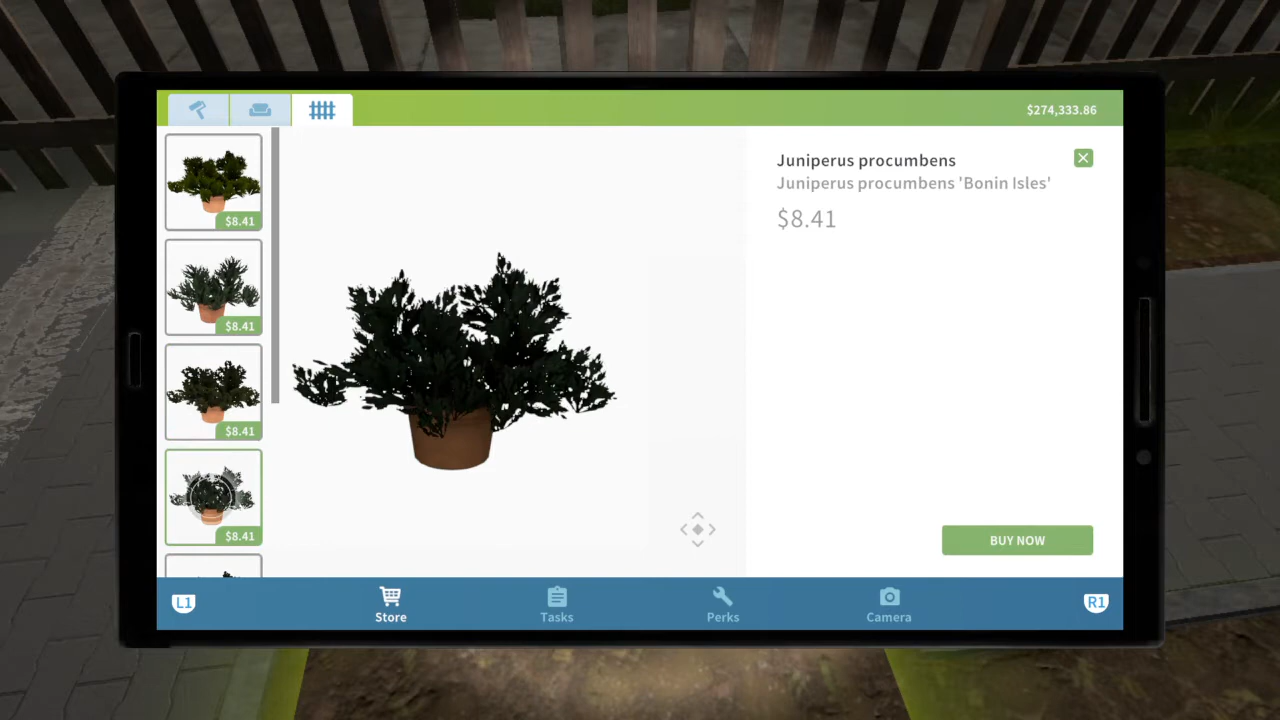 $274,333.86
$8.41
$8.41
$8.41
$8.41
Juniperus procumbens
Juniperus procumbens 'Bonin Isles'
$8.41
BUY NOW
L1
Store
Tasks
Perks
Camera
R1